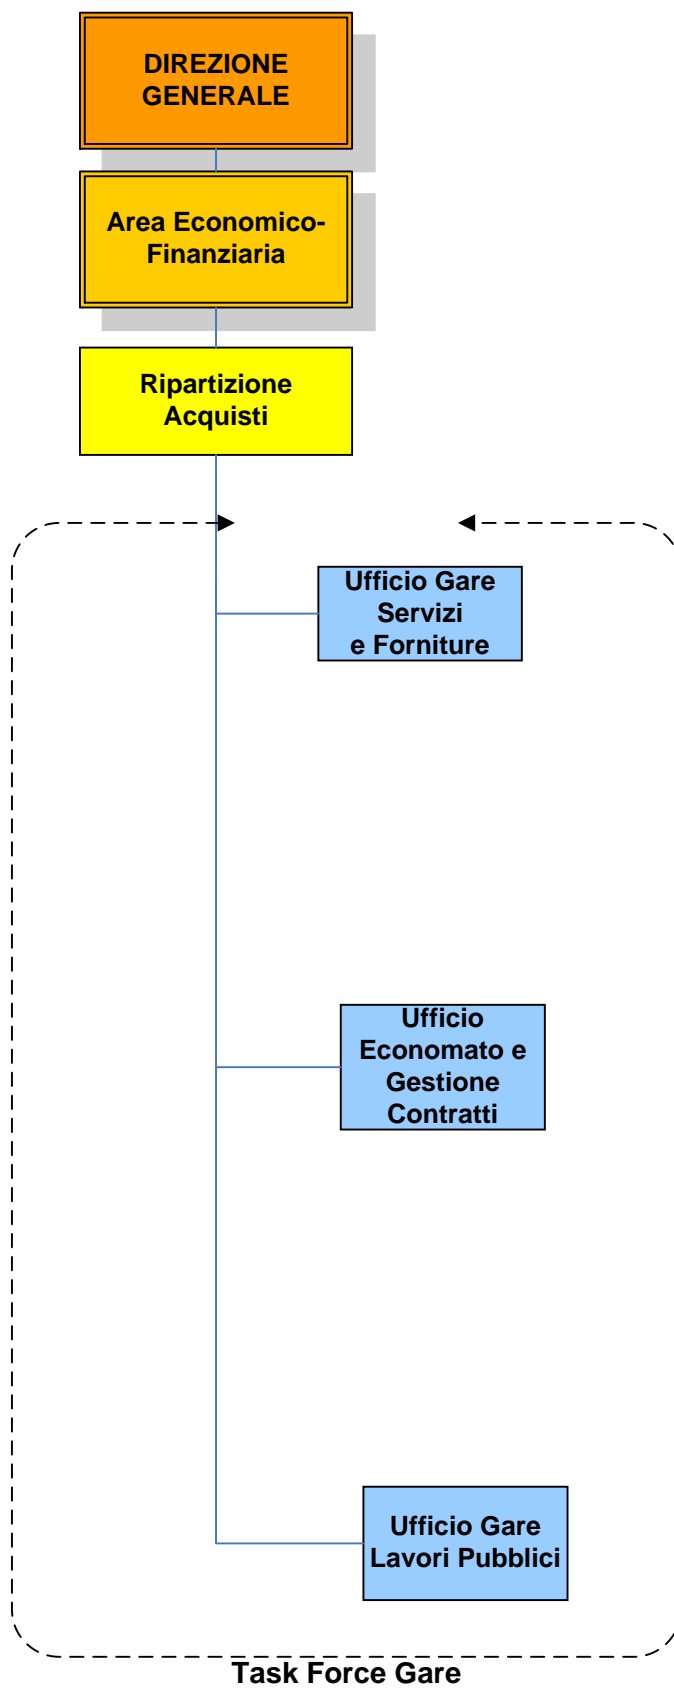 DIREZIONE
GENERALE
Area Economico-
Finanziaria
Ripartizione
Acquisti
Ufficio Gare
Servizi
e Forniture
Ufficio
Economato e
Gestione
Contratti
Ufficio Gare
Lavori Pubblici
Task Force Gare